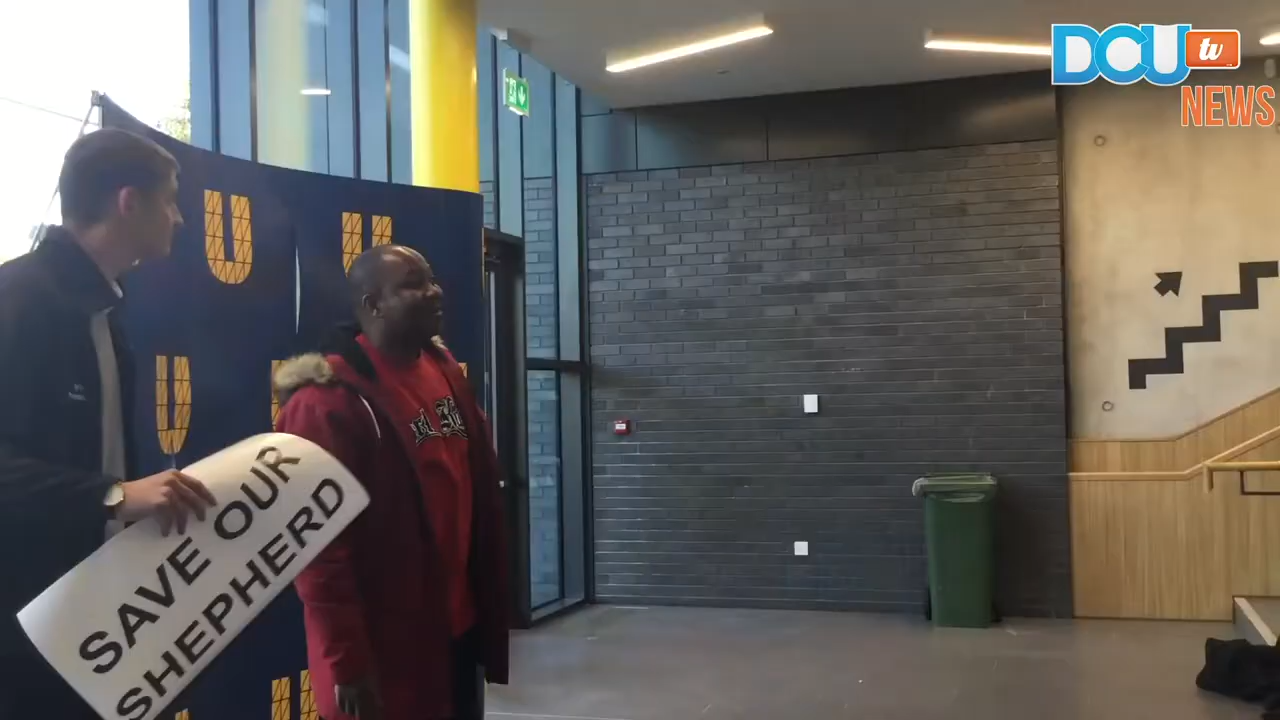 DCU tv
NEWS
U U
U
SAVE OUR
SHEPHERD